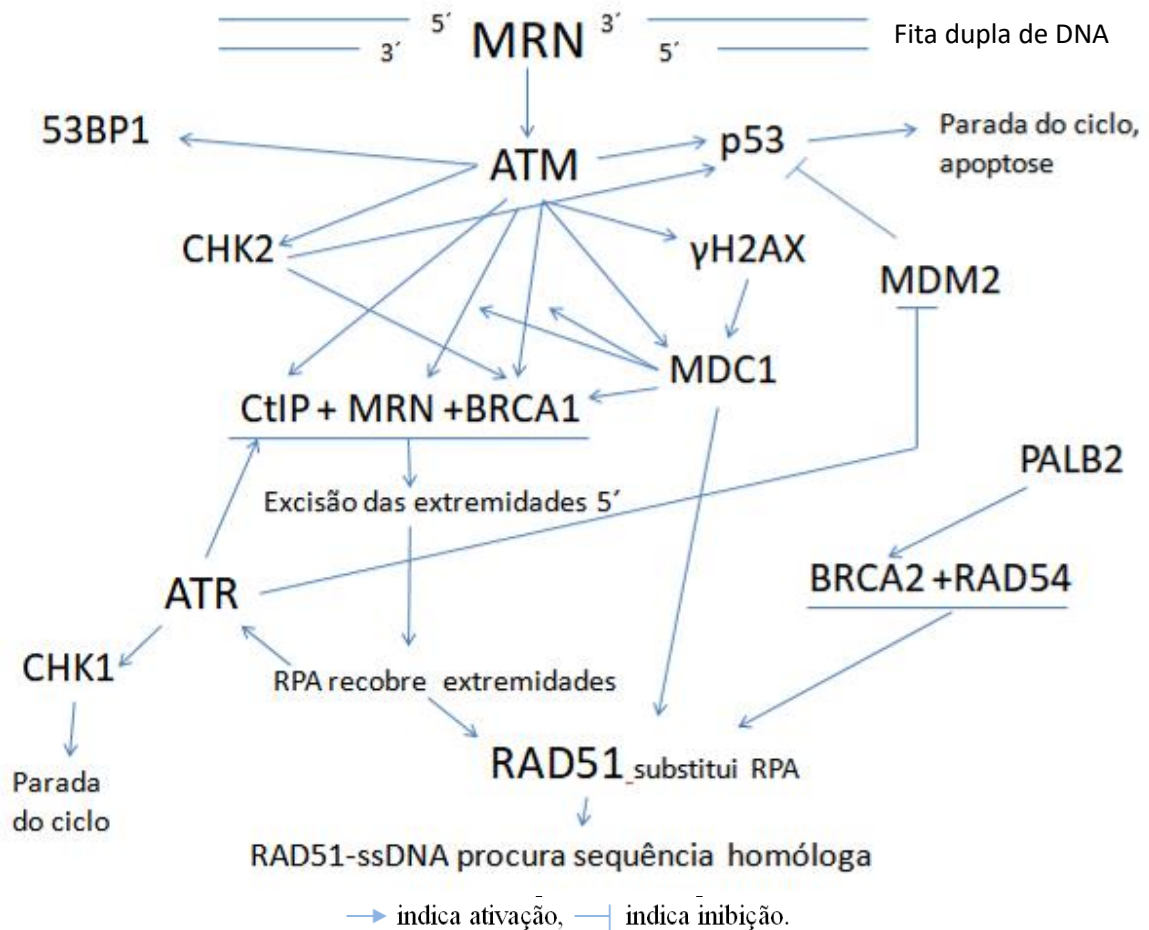 5´ MRN 3´ Fita dupla de DNA
3´ 5´
53BP1
p53
Parada do ciclo,
apoptose
ATM
CHK2
γH2AX
MDM2
MDC1
CtIP + MRN +BRCA1
PALB2
Excisão das extremidades 5´
BRCA2 +RAD54
ATR
CHK1
RPA recobre extremidades
RAD51 substitui RPA
Parada
do ciclo
RAD51-ssDNA procura sequência homóloga
indica ativação, indica inibição.